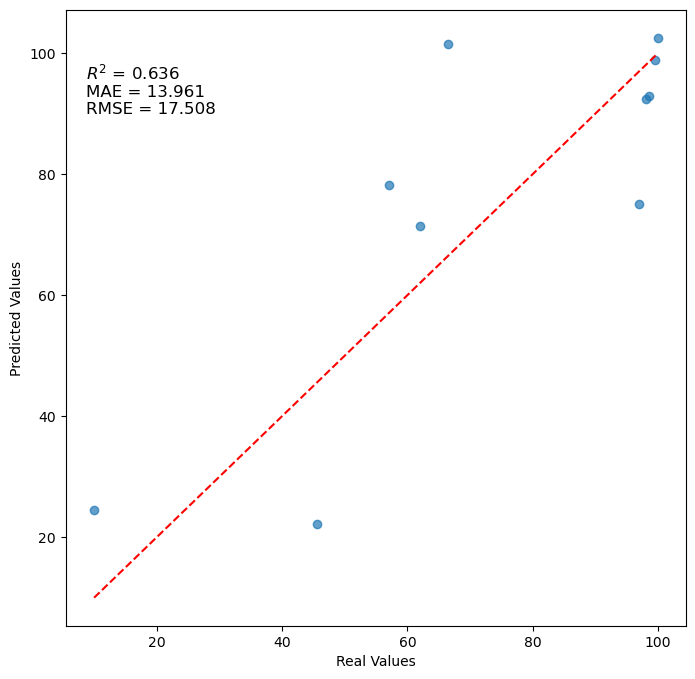 100
80
60
40
20
Predicted Values
R² = 0.636
MAE = 13.961
RMSE = 17.508
20 40 60 80 100
Real Values